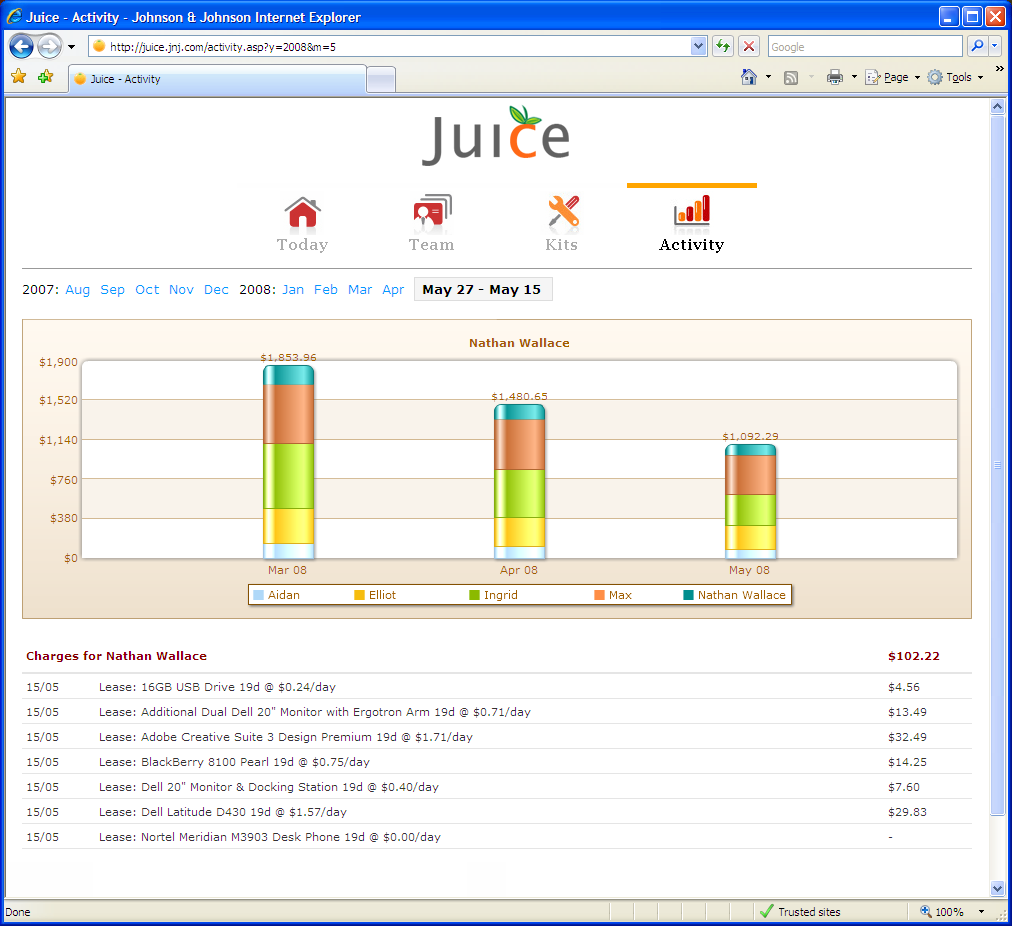 Juice - Activity - Johnson & Johnson Internet Explorer
http://juice.jnj.com/activity.asp?y=2008&m=5
Google
Juice - Activity
Page
Tools
Juice
Today Team Kits Activity
2007: Aug Sep Oct Nov Dec 2008: Jan Feb Mar Apr May 27 - May 15
Nathan Wallace
$1,900
$1,520
$1,140
$760
$380
$0
$1,853.96
$1,480.65
$1,092.29
Mar 08 Apr 08 May 08
Aidan Elliot Ingrid Max Nathan Wallace
Charges for Nathan Wallace $102.22
15/05 Lease: 16GB USB Drive 19d @ $0.24/day $4.56
15/05 Lease: Additional Dual Dell 20" Monitor with Ergotron Arm 19d @ $0.71/day $13.49
15/05 Lease: Adobe Creative Suite 3 Design Premium 19d @ $1.71/day $32.49
15/05 Lease: BlackBerry 8100 Pearl 19d @ $0.75/day $14.25
15/05 Lease: Dell 20" Monitor & Docking Station 19d @ $0.40/day $7.60
15/05 Lease: Dell Latitude D430 19d @ $1.57/day $29.83
15/05 Lease: Nortel Meridian M3903 Desk Phone 19d @ $0.00/day -
Done Trusted sites 100%